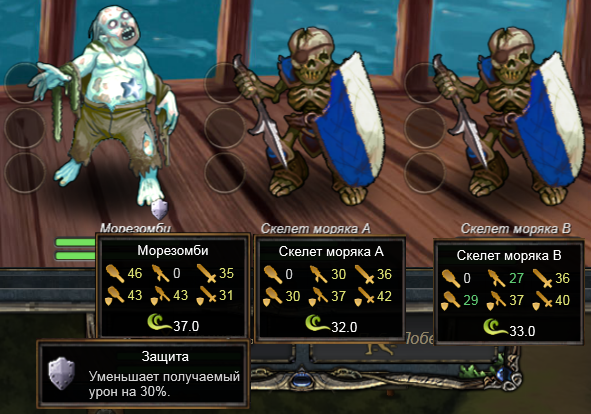 Морезомби
Скелет моряка A
Скелет моряка B
Морезомби
46 0 35
43 43 31
37.0
Скелет моряка A
0 30 36
30 37 42
32.0
Скелет моряка B
0 27 36
29 37 40
33.0
Защита
Уменьшает получаемый
урон на 30%.